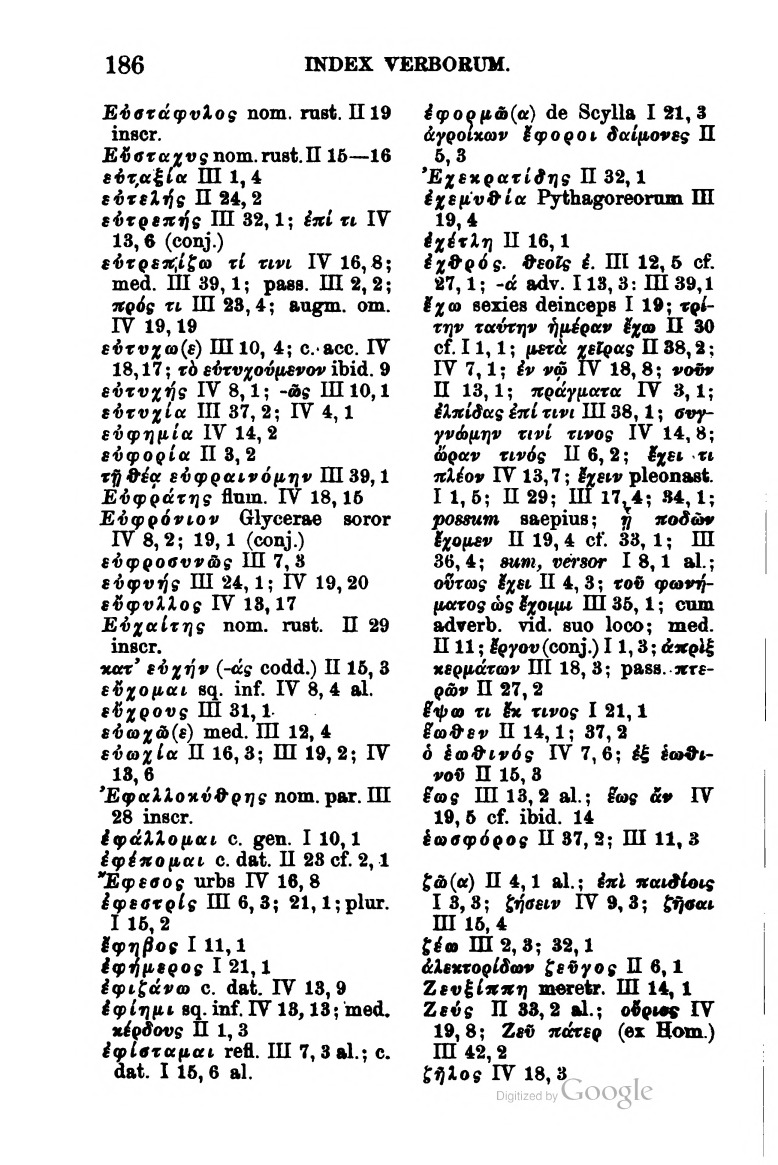 186
INDEX VERBORUM.
Εὐστάφυλος nom. rust. II 19
inscr.
Εὔσταχυς nom. rust. II 15—16
εὐταξία III 1, 4
εὐτελής II 24, 2
εὐτρεπής III 32, 1; ἐπί τι IV
13, 6 (conj.)
εὐτρεπίζω τί τινι IV 16, 8;
med. III 39, 1; pass. III 2, 2;
πρός τι III 23, 4; augm. om.
IV 19, 19
εὐτυχω(ε) III 10, 4; c. acc. IV
18, 17; τὸ εὐτυχούμενον ibid. 9
εὐτυχής IV 8, 1; -ῶς III 10, 1
εὐτυχία III 37, 2; IV 4, 1
εὐφημία IV 14, 2
εὐφορία II 3, 2
τῇ θέᾳ εὐφραινόμην III 39, 1
Εὐφράτης flum. IV 18, 15
Εὐφρόνιον Glycerae soror
IV 8, 2; 19, 1 (conj.)
εὐφροσυνῶς III 7, 3
εὐφυής III 24, 1; IV 19, 20
εὔφυλλος IV 13, 17
Εὐχαίτης nom. rust. II 29
inscr.
κατ’ εὐχήν (-άς codd.) II 15, 3
εὔχομαι sq. inf. IV 8, 4 al.
εὔχρους III 31, 1
εὐωχῶ(ε) med. III 12, 4
εὐωχία II 16, 3; III 19, 2; IV
13, 6
Ἐφαλλοκύθρης nom. par. III
28 inscr.
ἐφάλλομαι c. gen. I 10, 1
ἐφέπομαι c. dat. II 23 cf. 2, 1
Ἔφεσος urbs IV 16, 8
ἐφεστρίς III 6, 3; 21, 1; plur.
I 15, 2
ἔφηβος I 11, 1
ἐφήμερος I 21, 1
ἐφιζάνω c. dat. IV 13, 9
ἐφίημι sq. inf. IV 13, 13; med.
κέρδους II 1, 3
ἐφίσταμαι refl. III 7, 3 al.; c.
dat. I 15, 6 al.
ἐφορμῶ(α) de Scylla I 21, 3
ἀγροίκων ἔφοροι δαίμονες II
5, 3
Ἐχεκρατίδης II 32, 1
ἐχεμυθία Pythagoreorum III
19, 4
ἐχέτλη II 16, 1
ἐχθρός. θεοῖς ἐ. III 12, 5 cf.
27, 1; -ά adv. I 13, 3: III 39, 1
ἔχω sexies deinceps I 19; τρί-
την ταύτην ἡμέραν ἔχω II 30
cf. I 1, 1; μετὰ χεῖρας II 38, 2;
IV 7, 1; ἐν νῷ IV 18, 8; νοῦν
II 13, 1; πράγματα IV 3, 1;
ἐλπίδας ἐπί τινι III 38, 1; συγ-
γνώμην τινί τινος IV 14, 8;
ὥραν τινός II 6, 2; ἔχει τι
πλέον IV 13, 7; ἔχειν pleonast.
I 1, 5; II 29; III 17, 4; 34, 1;
possum saepius; ᾗ ποδῶν
ἔχομεν II 19, 4 cf. 33, 1; III
36, 4; sum, versor I 8, 1 al.;
οὕτως ἔχει II 4, 3; τοῦ φωνή-
ματος ὡς ἔχοιμι III 35, 1; cum
adverb. vid. suo loco; med.
II 11; ἔργον (conj.) I 1, 3; ἀπρὶξ
κερμάτων III 18, 3; pass. πτε-
ρῶν II 27, 2
ἕψω τι ἔκ τινος I 21, 1
ἕωθεν II 14, 1; 37, 2
ὁ ἑωθινός IV 7, 6; ἐξ ἑωθι-
νοῦ II 15, 3
ἕως III 13, 2 al.; ἕως ἄν IV
19, 5 cf. ibid. 14
ἑωσφόρος II 37, 2; III 11, 3
ζῶ(α) II 4, 1 al.; ἐπὶ παιδίοις
I 3, 3; ζήσειν IV 9, 3; ζῆσαι
III 15, 4
ζέω III 2, 3; 32, 1
ἀλεκτορίδων ζεῦγος II 6, 1
Ζευξίππη meretr. III 14, 1
Ζεύς II 33, 2 al.; οὔριος IV
19, 8; Ζεῦ πάτερ (ex Hom.)
III 42, 2
ζῆλος IV 18, 3
Digitized by Google